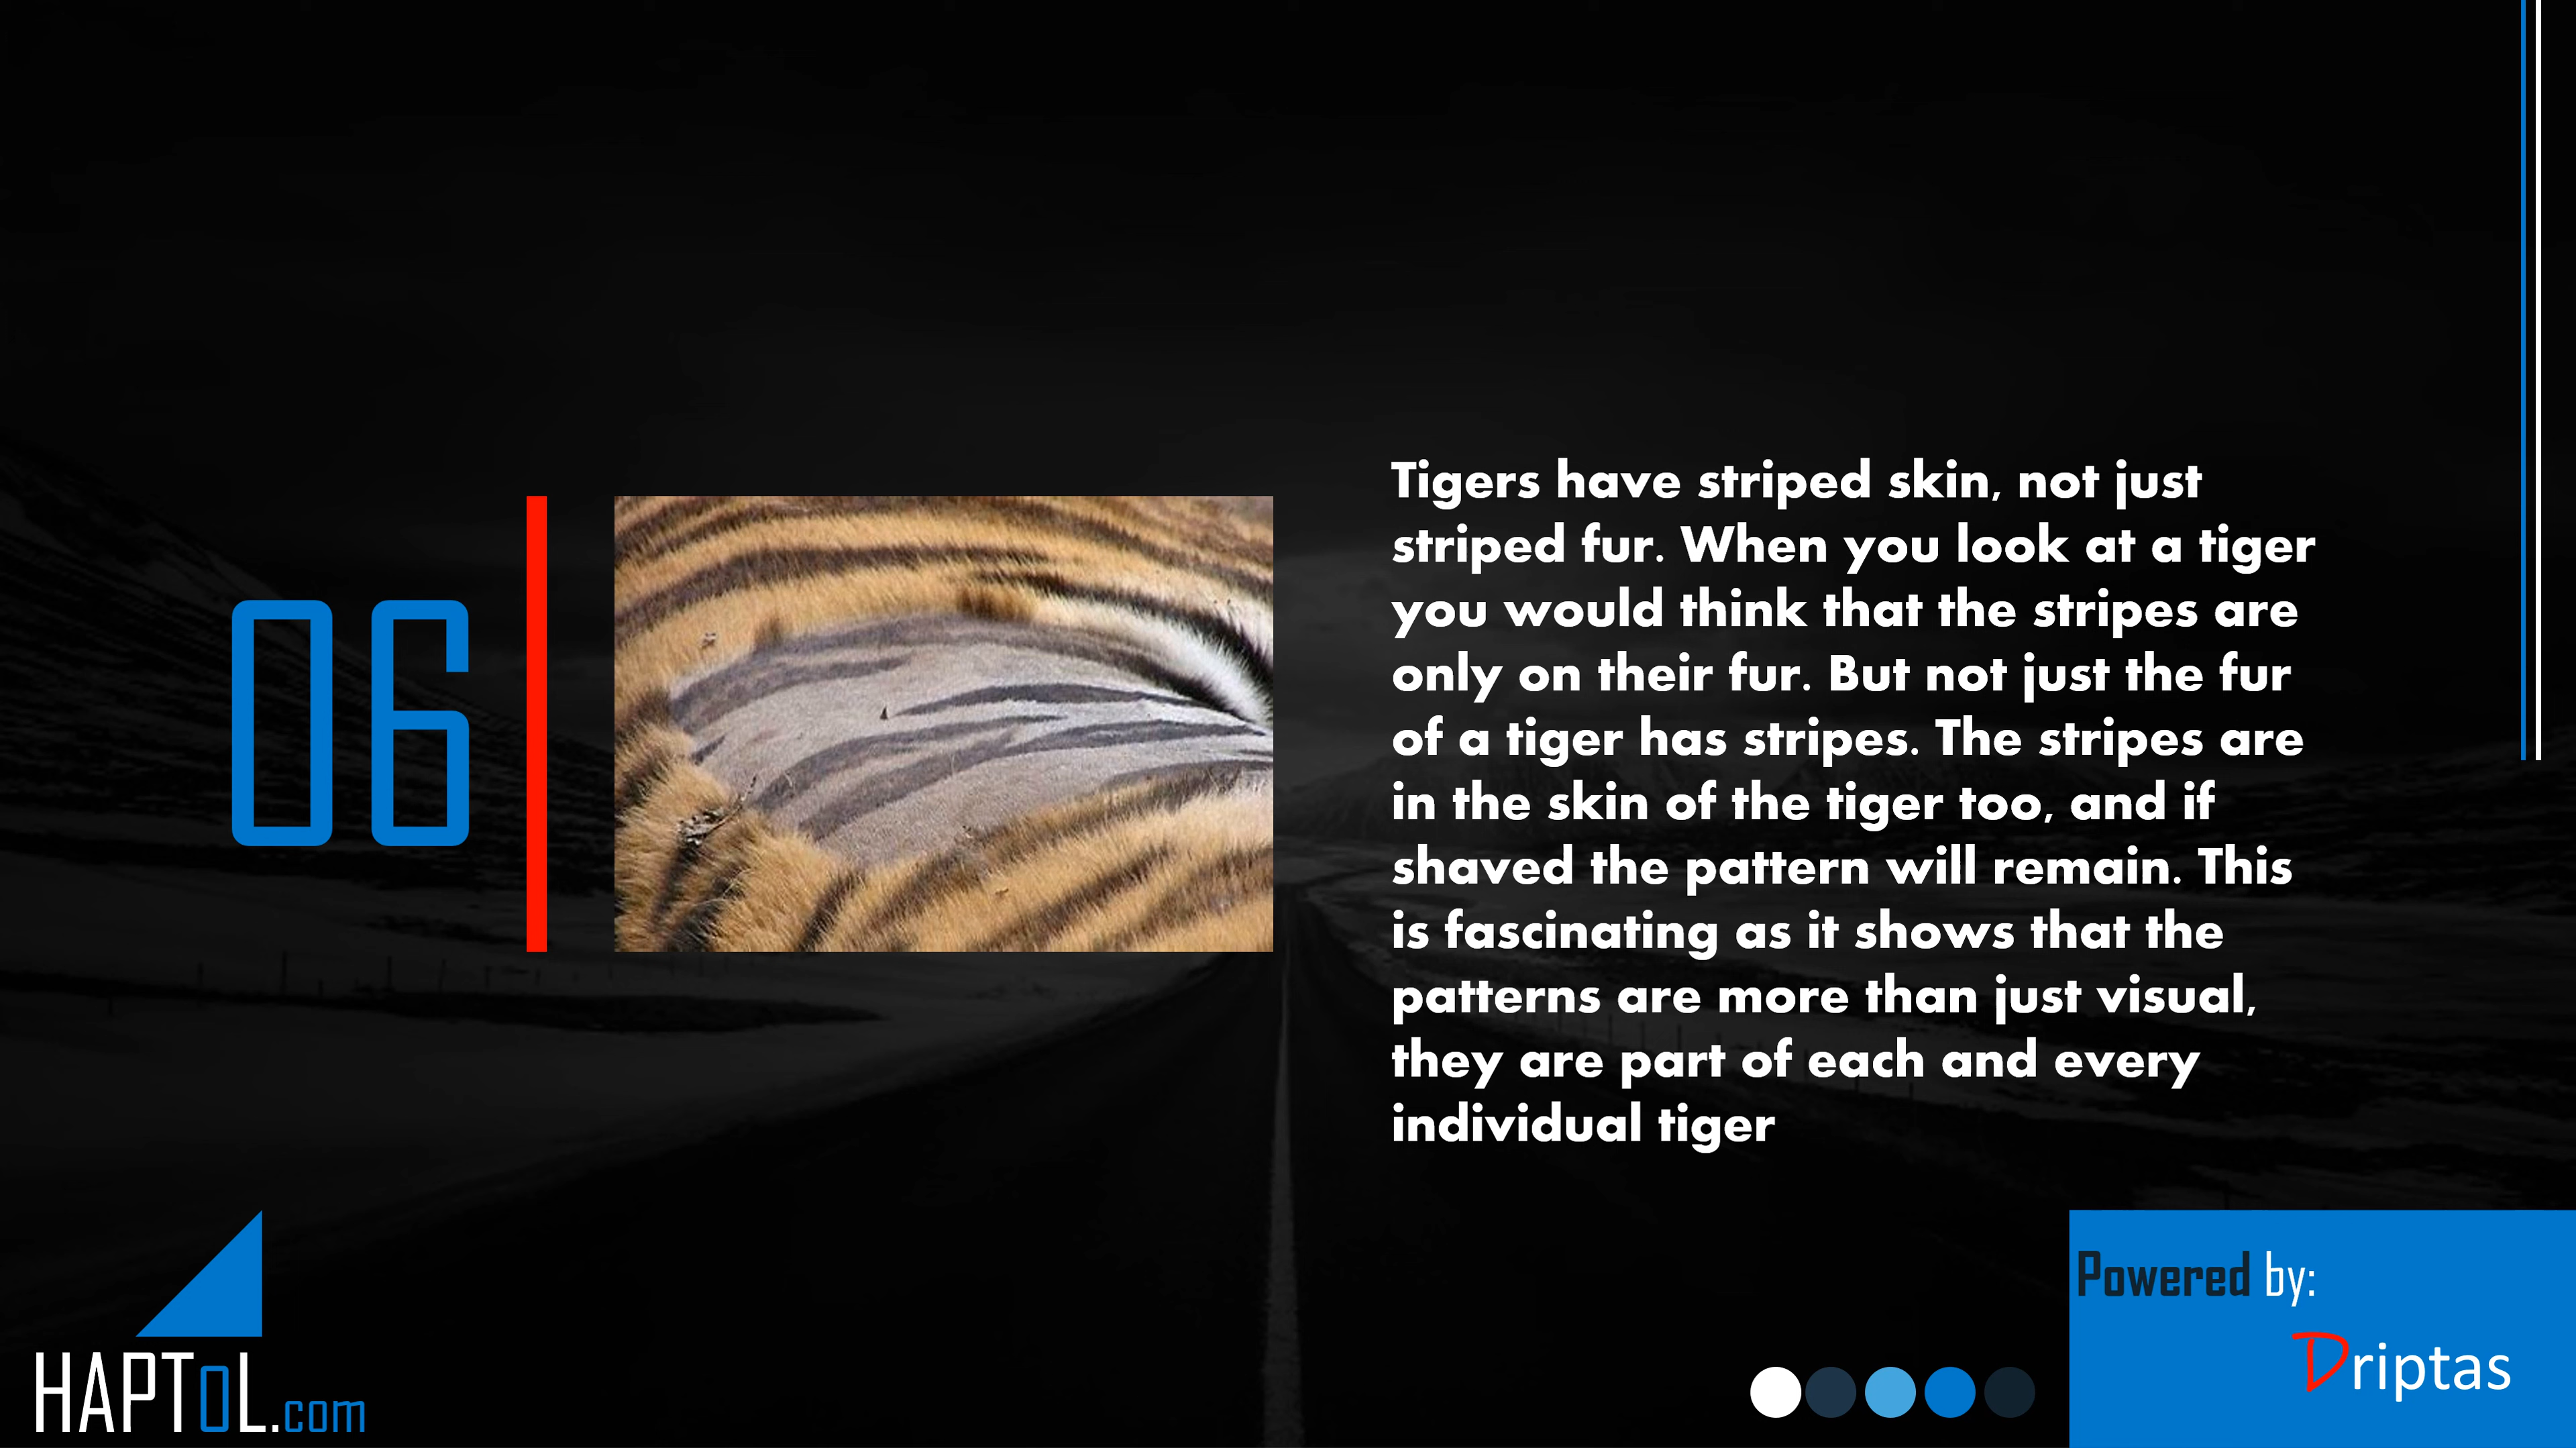 06
Tigers have striped skin, not just
striped fur. When you look at a tiger
you would think that the stripes are
only on their fur. But not just the fur
of a tiger has stripes. The stripes are
in the skin of the tiger too, and if
shaved the pattern will remain. This
is fascinating as it shows that the
patterns are more than just visual,
they are part of each and every
individual tiger
HAPToL.com
Powered by:
Driptas